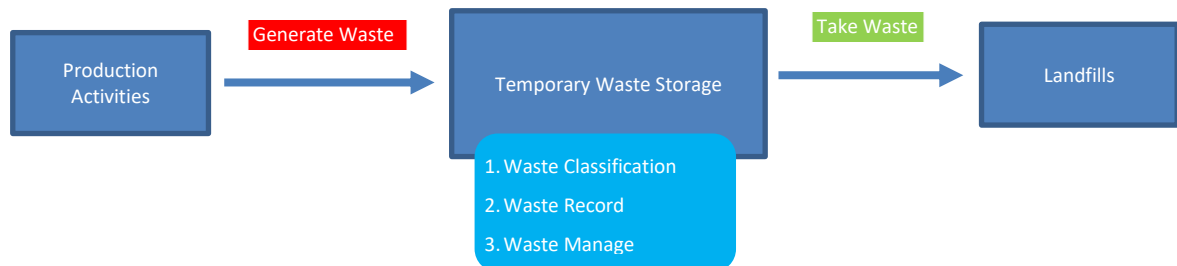 Generate Waste
Take Waste
Production
Activities
Temporary Waste Storage
Landfills
1. Waste Classification
2. Waste Record
3. Waste Manage